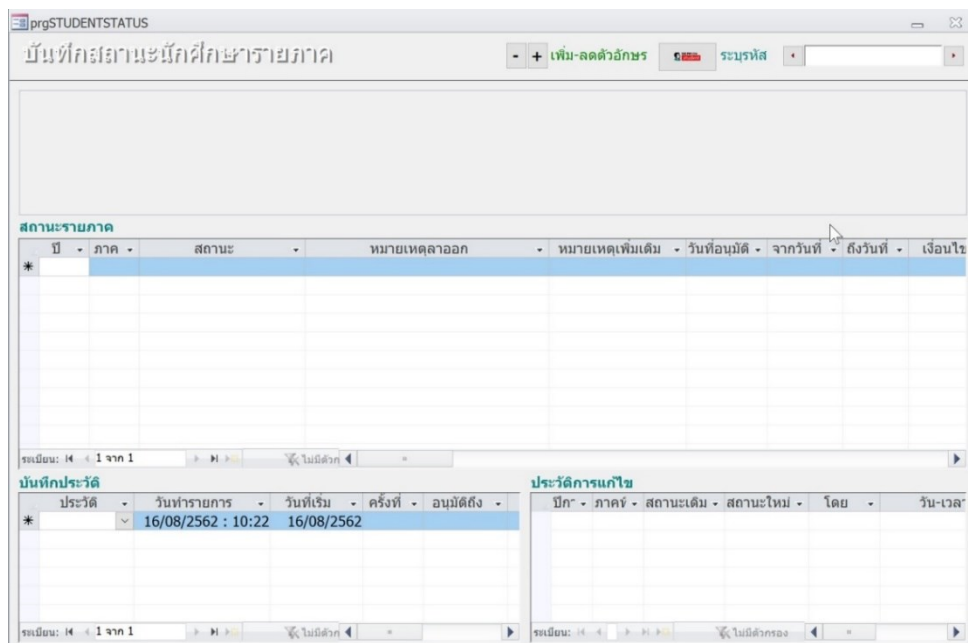 prgSTUDENTSTATUS
บันทึกสถานะนักศึกษารายภาค
- + เพิ่ม-ลดตัวอักษร ระบุรหัส
สถานะรายภาค
ปี ภาค สถานะ หมายเหตุลาออก หมายเหตุเพิ่มเติม วันที่อนุมัติ จากวันที่ ถึงวันที่ เงื่อนไข
*
ระเบียน: 1 จาก 1 ไม่มีตัวก
บันทึกประวัติ ประวัติการแก้ไข
ประวัติ วันทำรายการ วันที่เริ่ม ครั้งที่ อนุมัติถึง ปีก ภาคที่ สถานะเดิม สถานะใหม่ โดย วัน-เวลา
* 16/08/2562 : 10:22 16/08/2562
ระเบียน: 1 จาก 1 ไม่มีตัวก ระเบียน: ไม่มีตัวกรอง